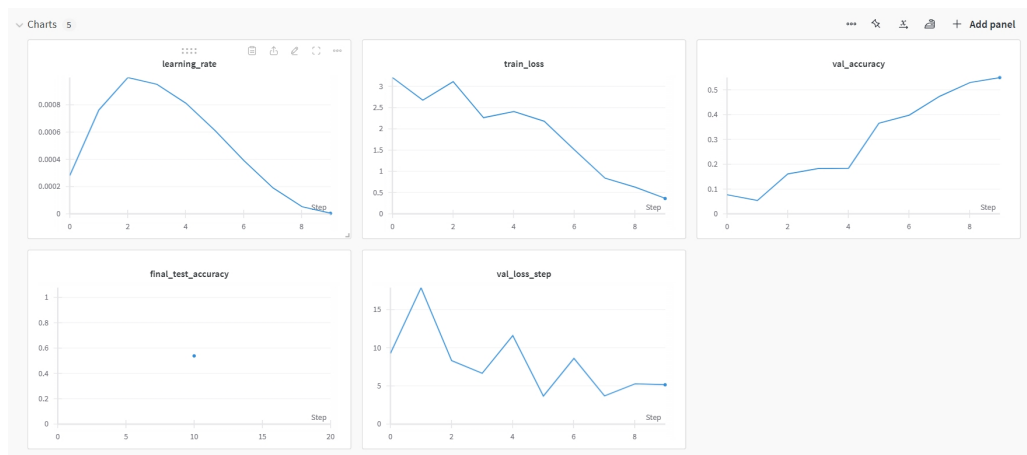 Charts 5
Add panel
learning_rate
0.0008
0.0006
0.0004
0.0002
0
Step
0 2 4 6 8
train_loss
3
2.5
2
1.5
1
0.5
0
Step
0 2 4 6 8
val_accuracy
0.5
0.4
0.3
0.2
0.1
0
Step
0 2 4 6 8
final_test_accuracy
1
0.8
0.6
0.4
0.2
0
Step
0 5 10 15 20
val_loss_step
15
10
5
0
Step
0 2 4 6 8